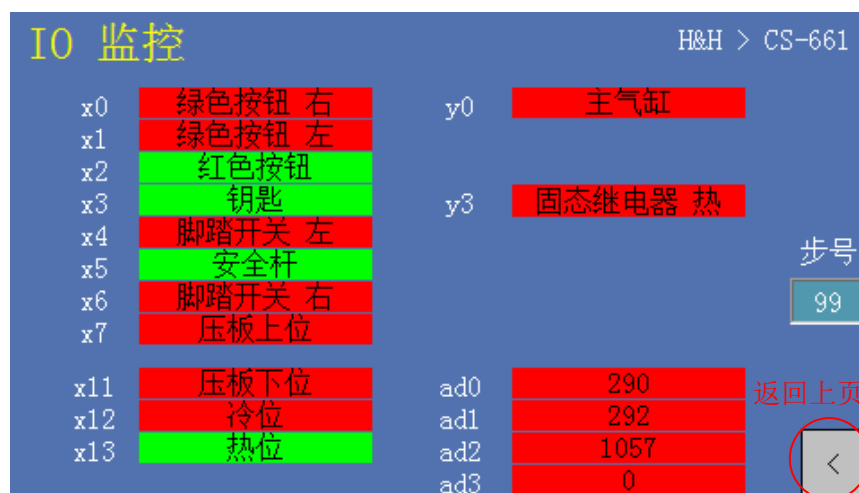 IO 监控
H&H > CS-661
x0 绿色按钮 右
x1 绿色按钮 左
x2 红色按钮
x3 钥匙
x4 脚踏开关 左
x5 安全杆
x6 脚踏开关 右
x7 压板上位
x11 压板下位
x12 冷位
x13 热位
y0 主气缸
y3 固态继电器 热
ad0 290
ad1 292
ad2 1057
ad3 0
步号
99
返回上页
<